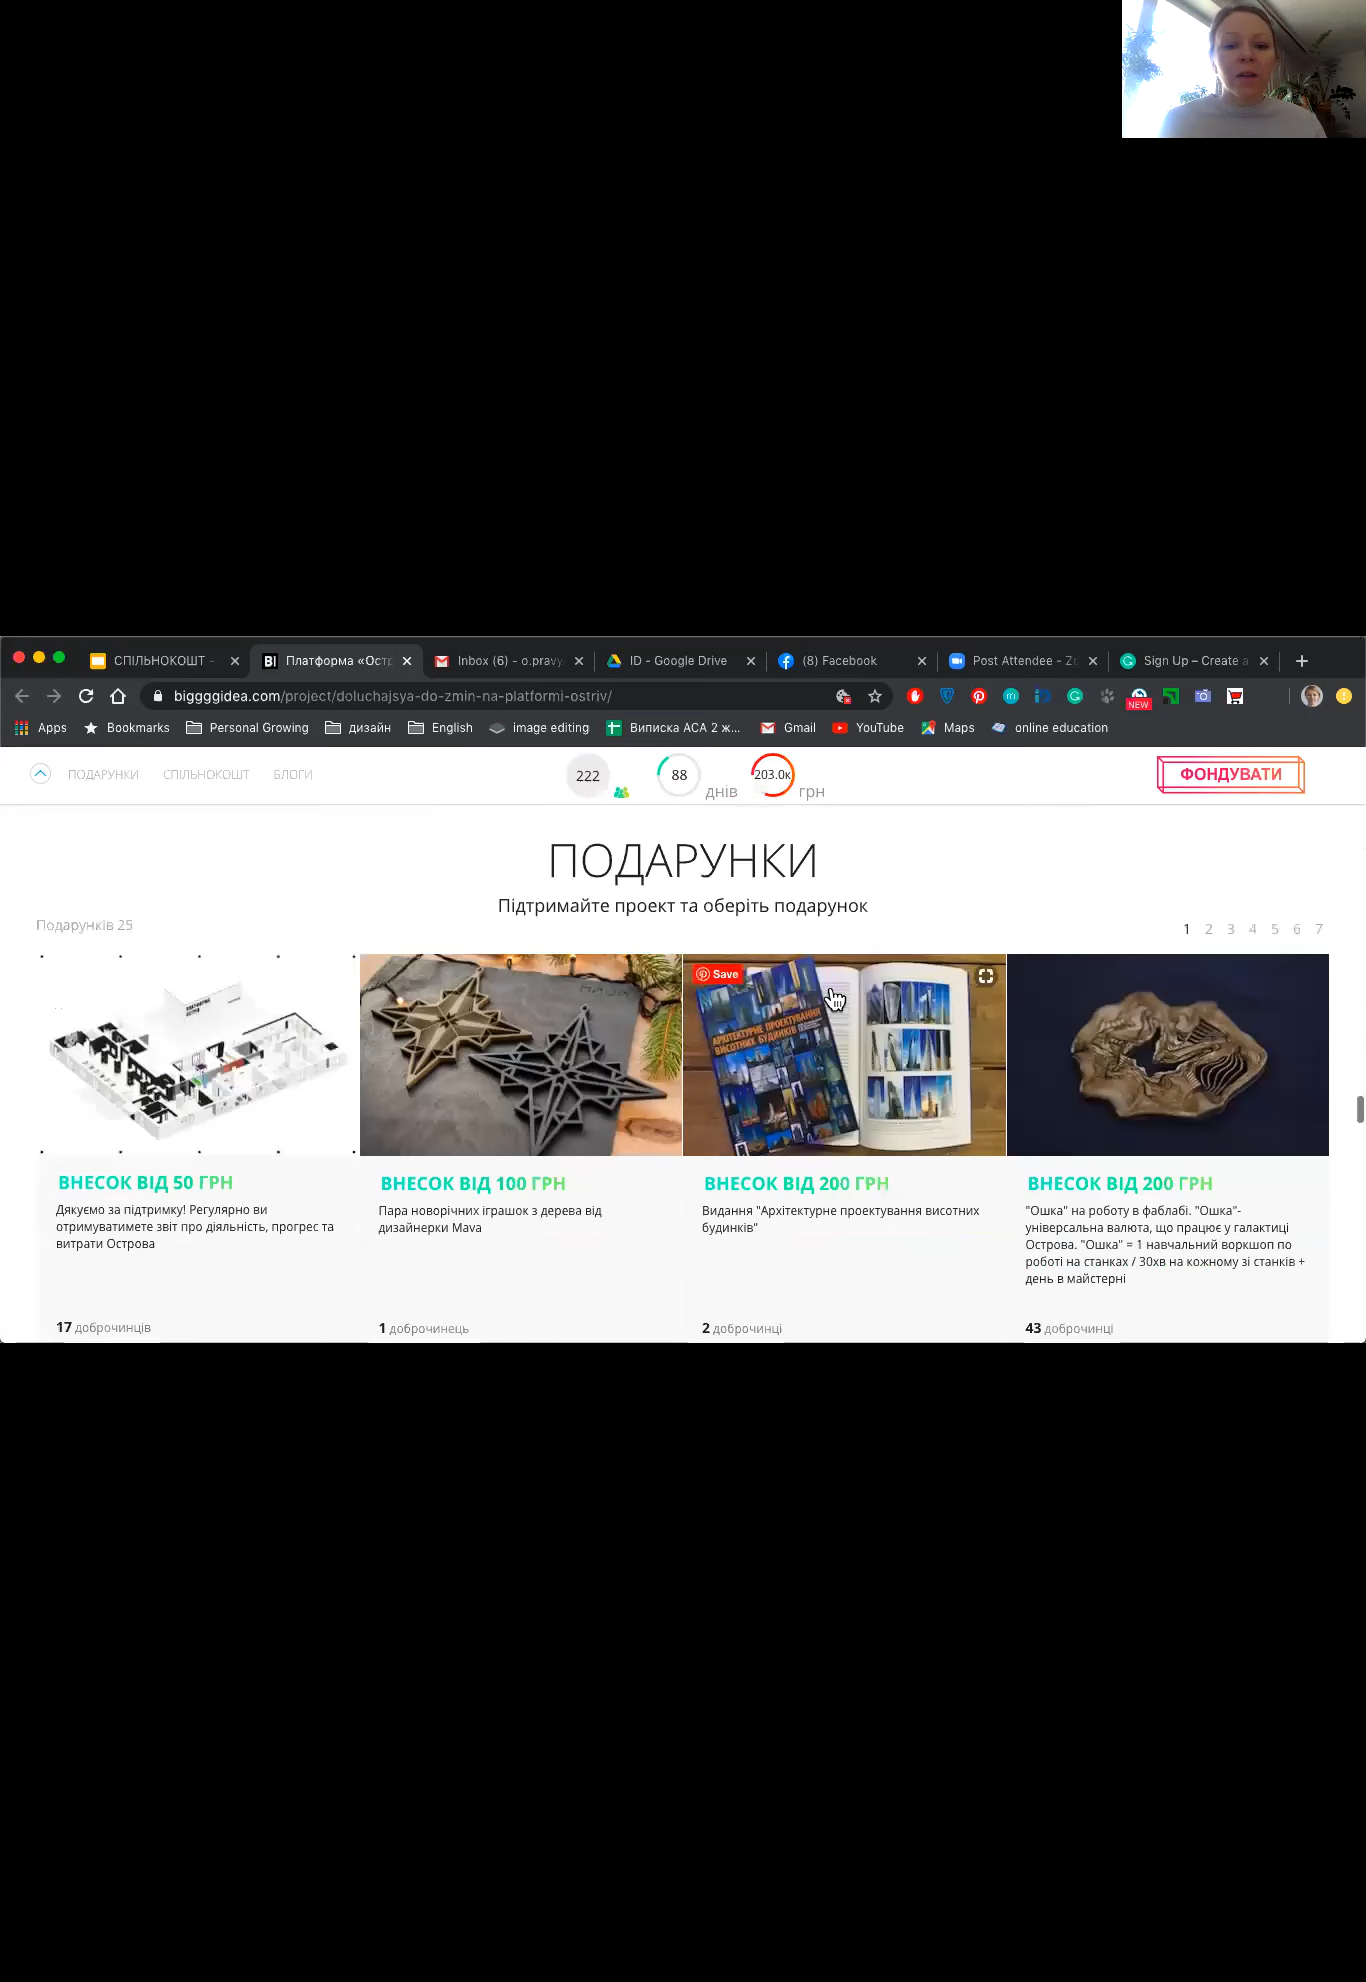 СПІЛЬНОКОШТ -
Платформа «Остр
Inbox (6) - o.pravy
ID - Google Drive
(8) Facebook
Post Attendee - Zo
Sign Up – Create a
biggggidea.com/project/doluchajsya-do-zmin-na-platformi-ostriv/
NEW
Apps
Bookmarks
Personal Growing
дизайн
English
image editing
Виписка АСА 2 ж...
Gmail
YouTube
Maps
online education
ПОДАРУНКИ СПІЛЬНОКОШТ БЛОГИ
222
88 днів
203.0к грн
ФОНДУВАТИ
ПОДАРУНКИ
Підтримайте проект та оберіть подарунок
Подарунків 25
1 2 3 4 5 6 7
Save
АРХІТЕКТУРНЕ ПРОЕКТУВАННЯ
ВИСОТНИХ БУДИНКІВ
ВНЕСОК ВІД 50 ГРН
Дякуємо за підтримку! Регулярно ви
отримуватимете звіт про діяльність, прогрес та
витрати Острова
17 доброчинців
ВНЕСОК ВІД 100 ГРН
Пара новорічних іграшок з дерева від
дизайнерки Mava
1 доброчинець
ВНЕСОК ВІД 200 ГРН
Видання "Архітектурне проектування висотних
будинків"
2 доброчинці
ВНЕСОК ВІД 200 ГРН
"Ошка" на роботу в фаблабі. "Ошка"-
універсальна валюта, що працює у галактиці
Острова. "Ошка" = 1 навчальний воркшоп по
роботі на станках / 30хв на кожному зі станків +
день в майстерні
43 доброчинці